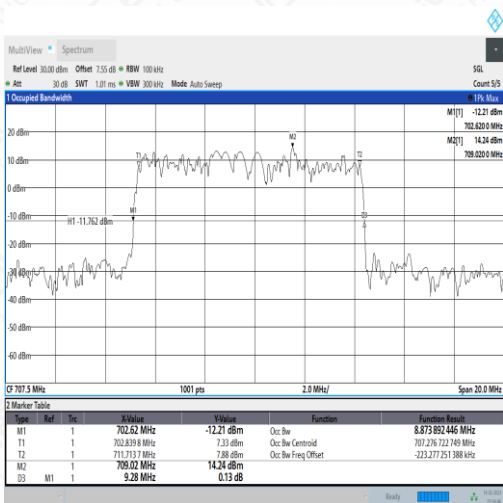 MultiView Spectrum
Ref Level 30.00 dBm Offset 7.55 dB RBW 100 kHz SGL
Att 30 dB SWT 1.01 ms VBW 300 kHz Mode Auto Sweep Count 5/5
1 Occupied Bandwidth 1Pk Max
M1[1] -12.21 dBm
702.6200 MHz
M2[1] 14.24 dBm
709.0200 MHz
20 dBm
M2
T1 T2
10 dBm
0 dBm
-10 dBm
M1
H1 -11.762 dBm
D3
-20 dBm
-30 dBm
-40 dBm
-50 dBm
-60 dBm
CF 707.5 MHz 1001 pts 2.0 MHz/ Span 20.0 MHz
2 Marker Table
Type Ref Trc X-Value Y-Value Function Function Result
M1 1 702.62 MHz -12.21 dBm Occ Bw 8.873 892 446 MHz
T1 1 702.839 8 MHz 7.33 dBm Occ Bw Centroid 707.276 722 749 MHz
T2 1 711.713 7 MHz 7.88 dBm Occ Bw Freq Offset -223.277 251 388 kHz
M2 1 709.02 MHz 14.24 dBm
D3 M1 1 9.28 MHz 0.13 dB
Ready